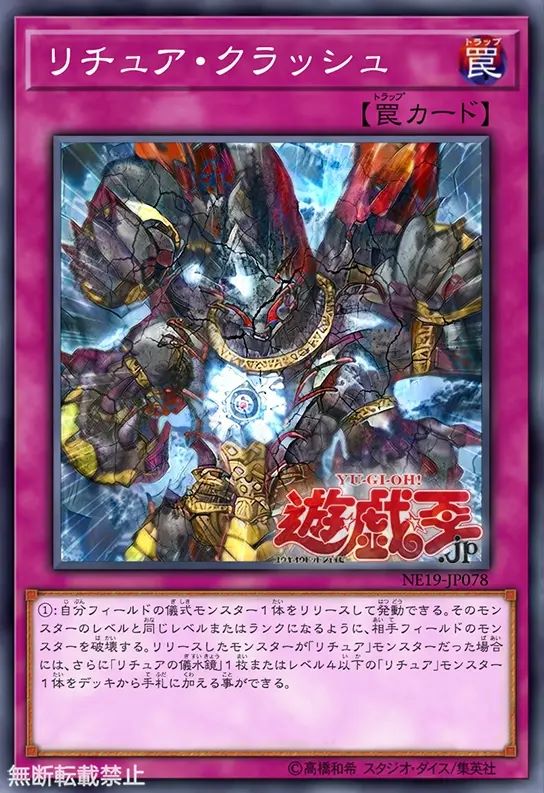 リチュア・クラッシュ
トラップ
罠
トラップ
【罠カード】
YU-GI-OH!
遊戯王
.jp
NE19-JP078
①:自分フィールドの儀式モンスター1体をリリースして発動できる。そのモン
スターのレベルと同じレベルまたはランクになるように、相手フィールドのモンス
ターを破壊する。リリースしたモンスターが「リチュア」モンスターだった場合
には、さらに「リチュアの儀水鏡」1枚またはレベル4以下の「リチュア」モンスター
1体をデッキから手札に加える事ができる。
無断転載禁止
©高橋和希 スタジオ・ダイス/集英社